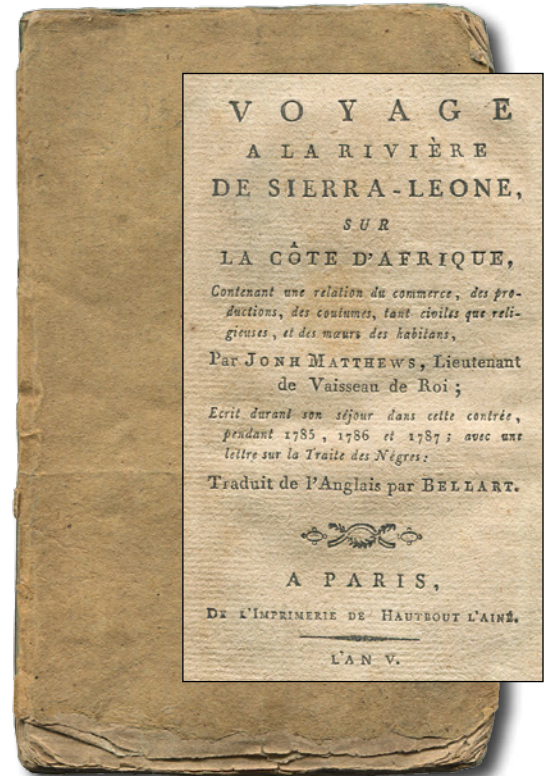 VOYAGE
A LA RIVIÈRE
DE SIERRA-LEONE,
SUR
LA CÔTE D'AFRIQUE,
Contenant une relation du commerce, des pro-
ductions, des coutumes, tant civiles que reli-
gieuses, et des mœurs des habitans,
Par JONH MATTHEWS, Lieutenant
de Vaisseau de Roi ;
Ecrit durant son séjour dans cette contrée,
pendant 1785, 1786 et 1787 ; avec une
lettre sur la Traite des Nègres :
Traduit de l'Anglais par BELLART.
A PARIS,
DE L'IMPRIMERIE DE HAUTBOUT L'AINÉ.
L'AN V.